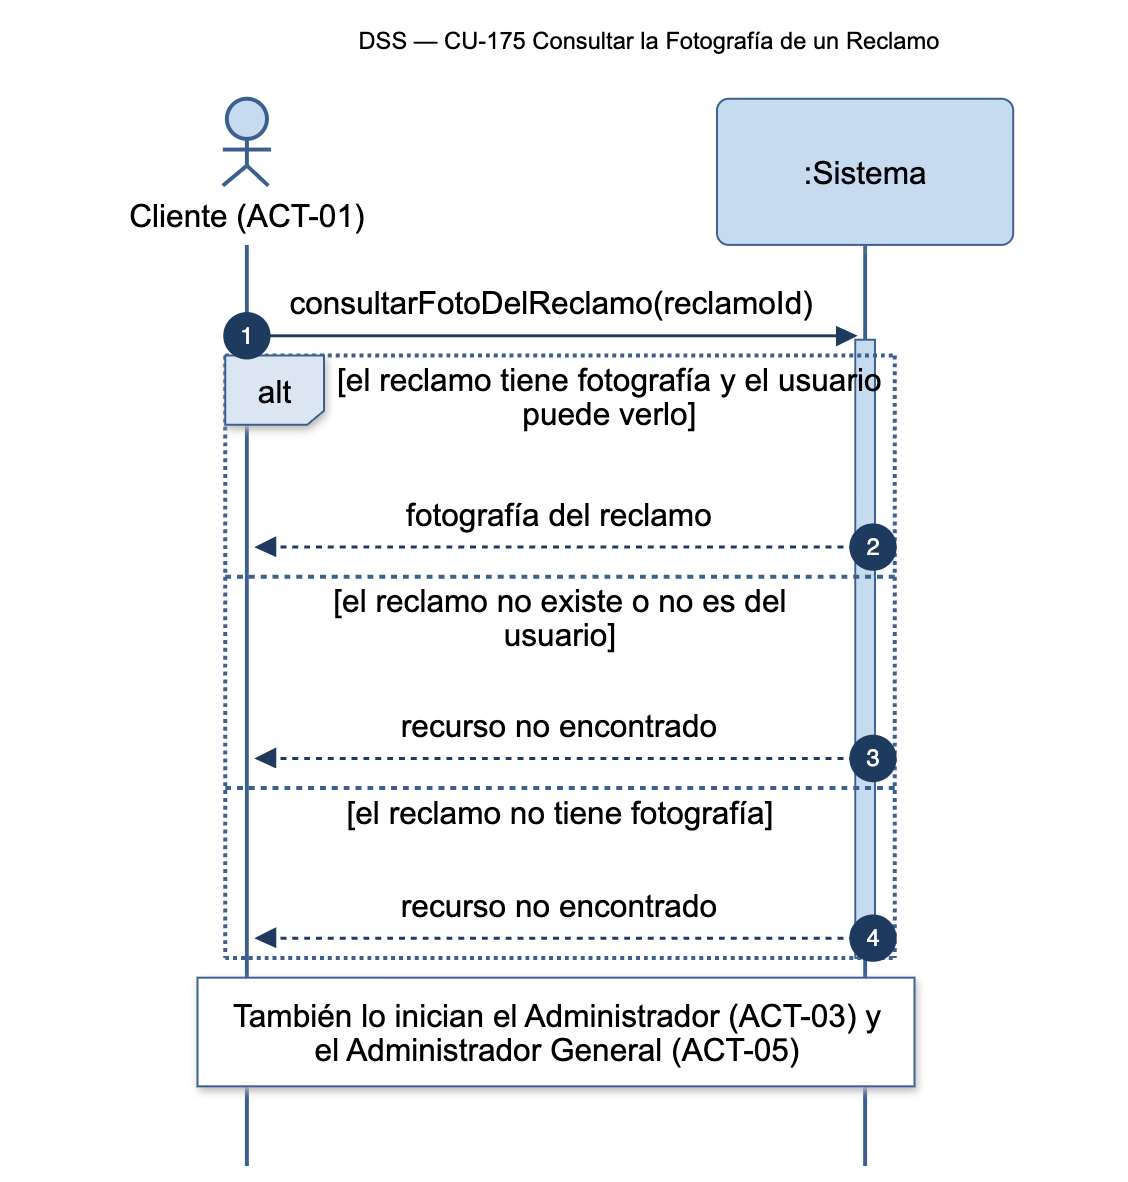 DSS — CU-175 Consultar la Fotografía de un Reclamo
Cliente (ACT-01)
:Sistema
consultarFotoDelReclamo(reclamoId)
1
alt
[el reclamo tiene fotografía y el usuario
puede verlo]
fotografía del reclamo
2
[el reclamo no existe o no es del
usuario]
recurso no encontrado
3
[el reclamo no tiene fotografía]
recurso no encontrado
4
También lo inician el Administrador (ACT-03) y
el Administrador General (ACT-05)